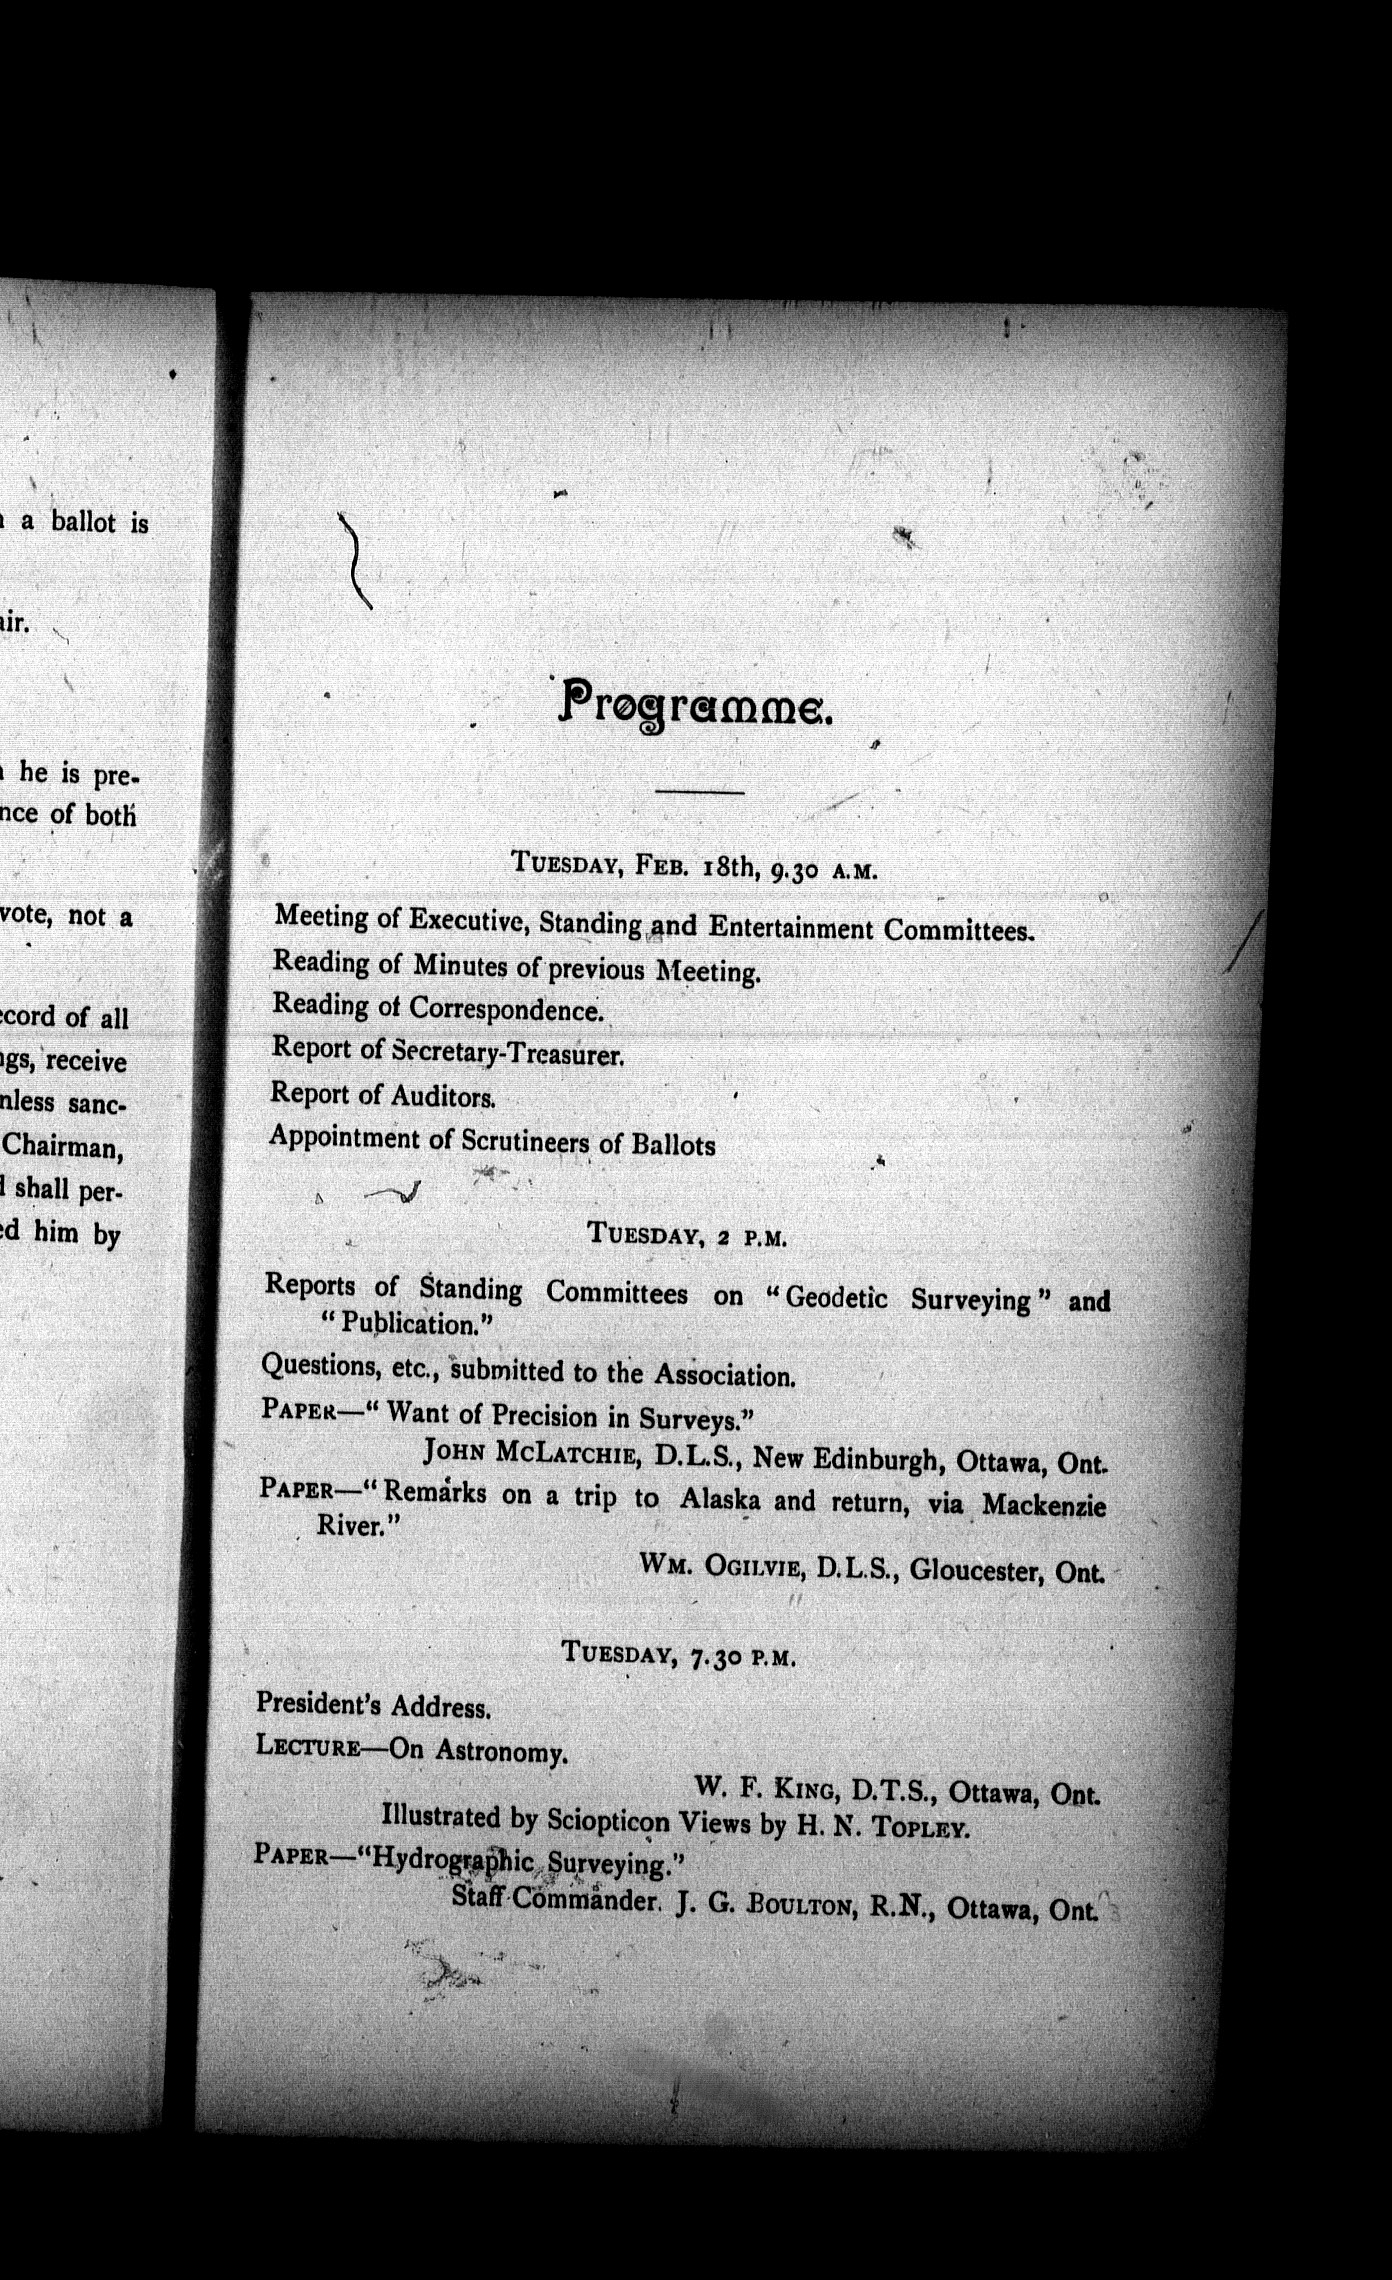 a ballot is
he is pre-
of both
vote, not a
of all
receive
sanc-
Chairman,
shall per-
him by
Programme.
TUESDAY, FEB. 18th, 9.30 A.M.
Meeting of Executive, Standing and Entertainment Committees.
Reading of Minutes of previous Meeting.
Reading of Correspondence.
Report of Secretary-Treasurer.
Report of Auditors.
Appointment of Scrutineers of Ballots
TUESDAY, 2 P.M.
Reports of Standing Committees on “Geodetic Surveying” and
“Publication.”
Questions, etc., submitted to the Association.
PAPER—“Want of Precision in Surveys.”
JOHN MCLATCHIE, D.L.S., New Edinburgh, Ottawa, Ont.
PAPER—“Remarks on a trip to Alaska and return, via Mackenzie
River.”
WM. OGILVIE, D.L.S., Gloucester, Ont.
TUESDAY, 7.30 P.M.
President's Address.
LECTURE—On Astronomy.
W. F. KING, D.T.S., Ottawa, Ont.
Illustrated by Sciopticon Views by H. N. TOPLEY.
PAPER—“Hydrographic Surveying.”
Staff Commander. J. G. BOULTON, R.N., Ottawa, Ont.